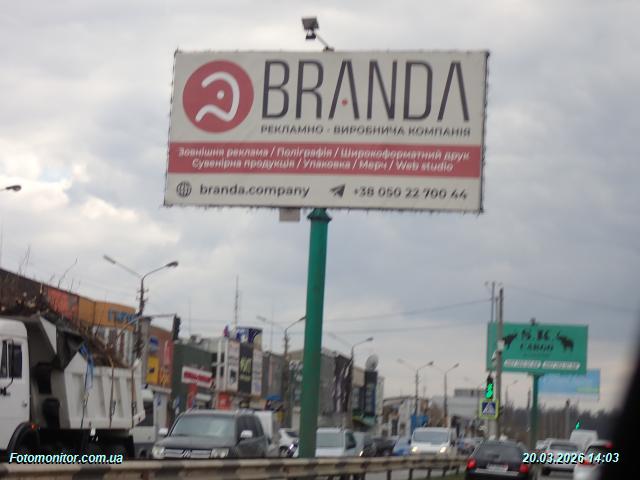 BRANDA
РЕКЛАМНО - ВИРОБНИЧА КОМПАНІЯ
Зовнішня реклама / Поліграфія / Широкоформатний друк
Сувенірна продукція / Упаковка / Мерч / Web studio
branda.company +38 050 22 700 44
S.K
CARGO
Fotomonitor.com.ua
20.03.2026 14:03